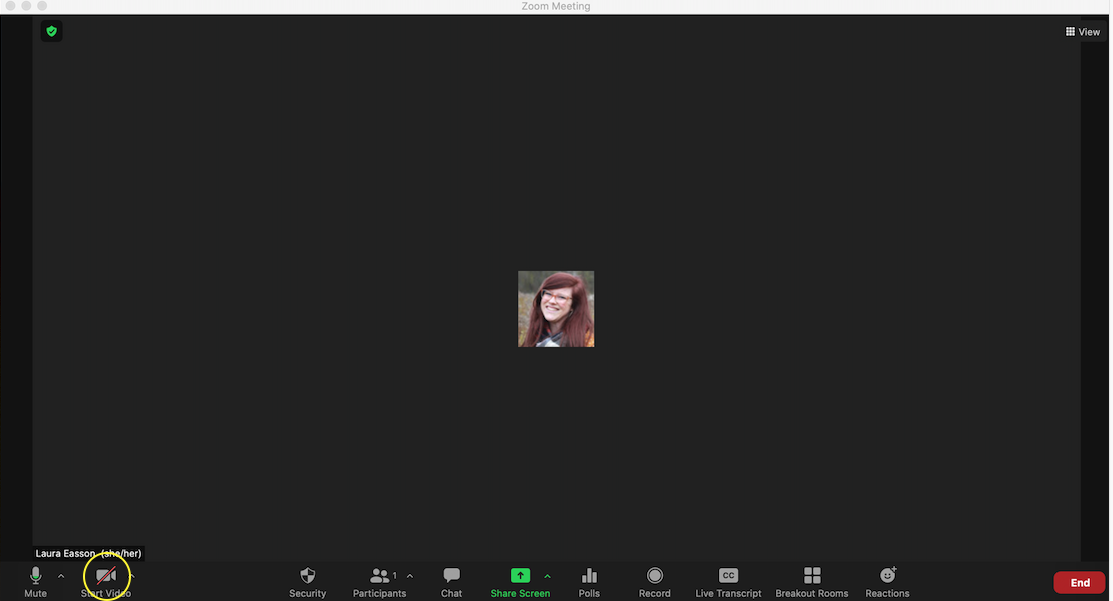 Zoom Meeting
View
Laura Easson (she/her)
Mute
Start Video
Security
1
Participants
Chat
Share Screen
Polls
Record
CC
Live Transcript
Breakout Rooms
Reactions
End